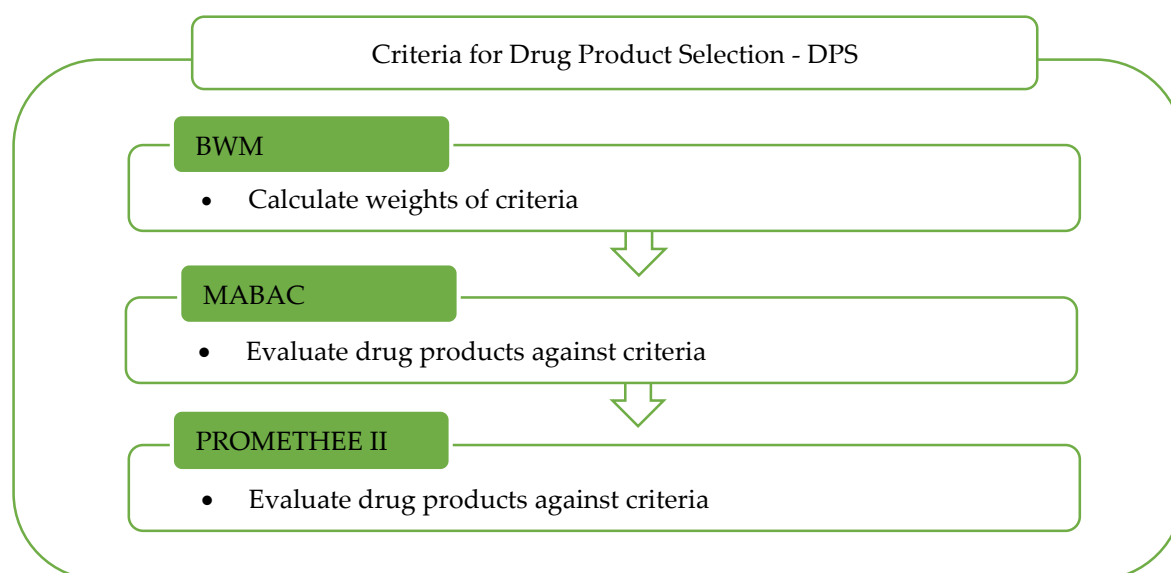 Criteria for Drug Product Selection - DPS
BWM
• Calculate weights of criteria
MABAC
• Evaluate drug products against criteria
PROMETHEE II
• Evaluate drug products against criteria